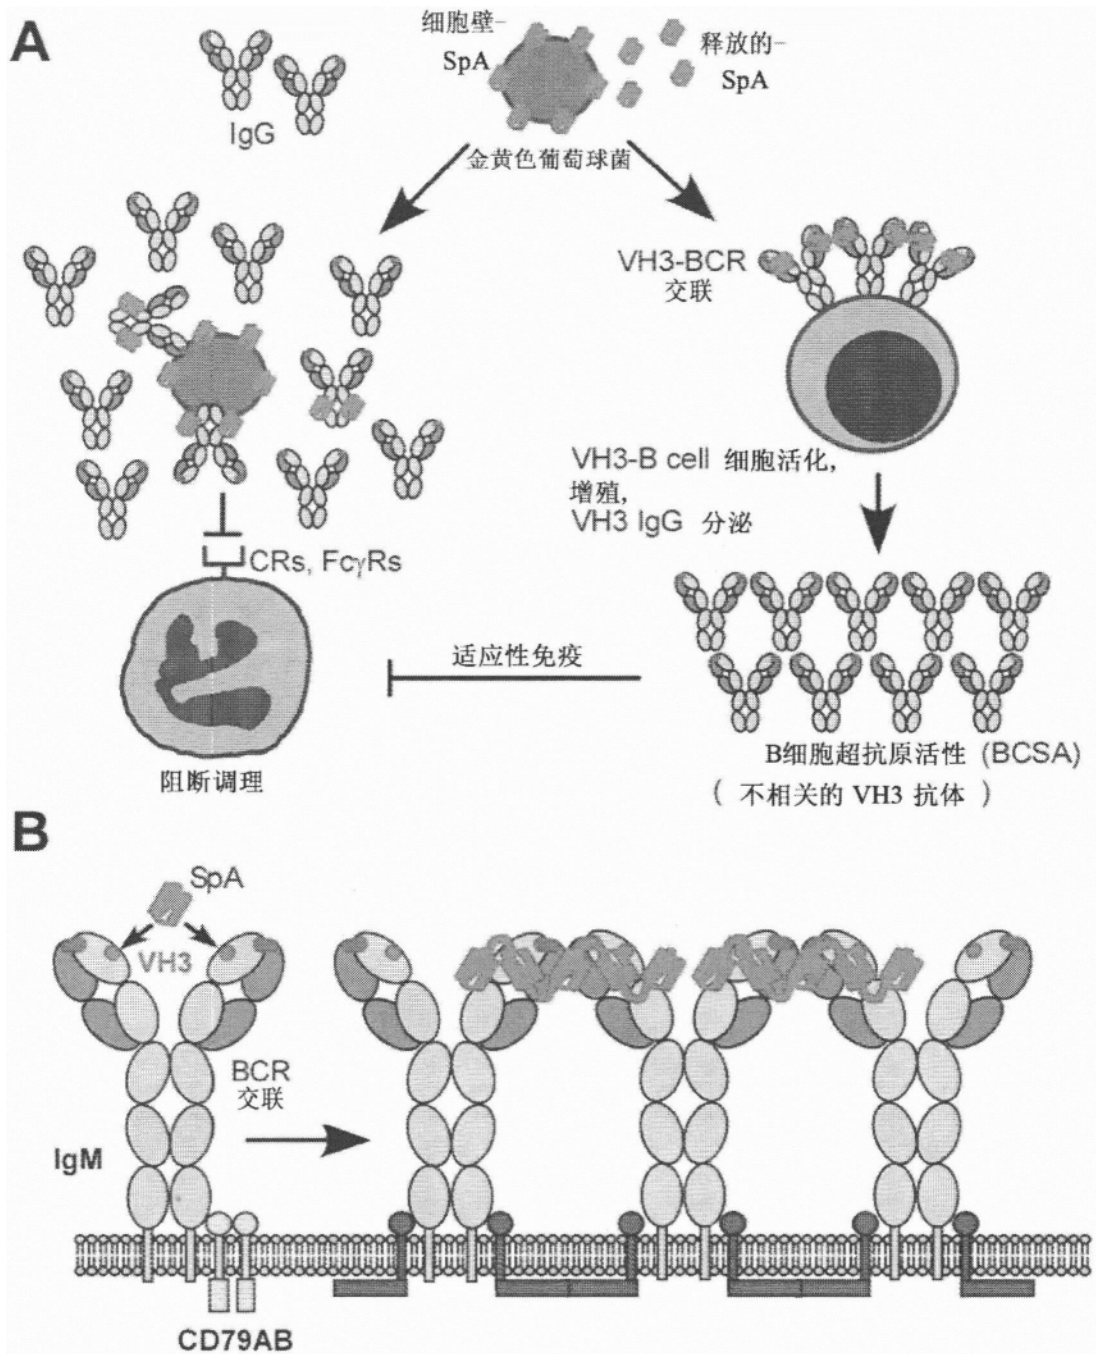 A
细胞壁-
SpA
释放的-
SpA
IgG
金黄色葡萄球菌
VH3-BCR
交联
VH3-B cell 细胞活化,
增殖,
VH3 IgG 分泌
CRs, FcγRs
适应性免疫
阻断调理
B细胞超抗原活性 (BCSA)
( 不相关的 VH3 抗体 )
B
SpA
VH3
BCR
交联
IgM
CD79AB